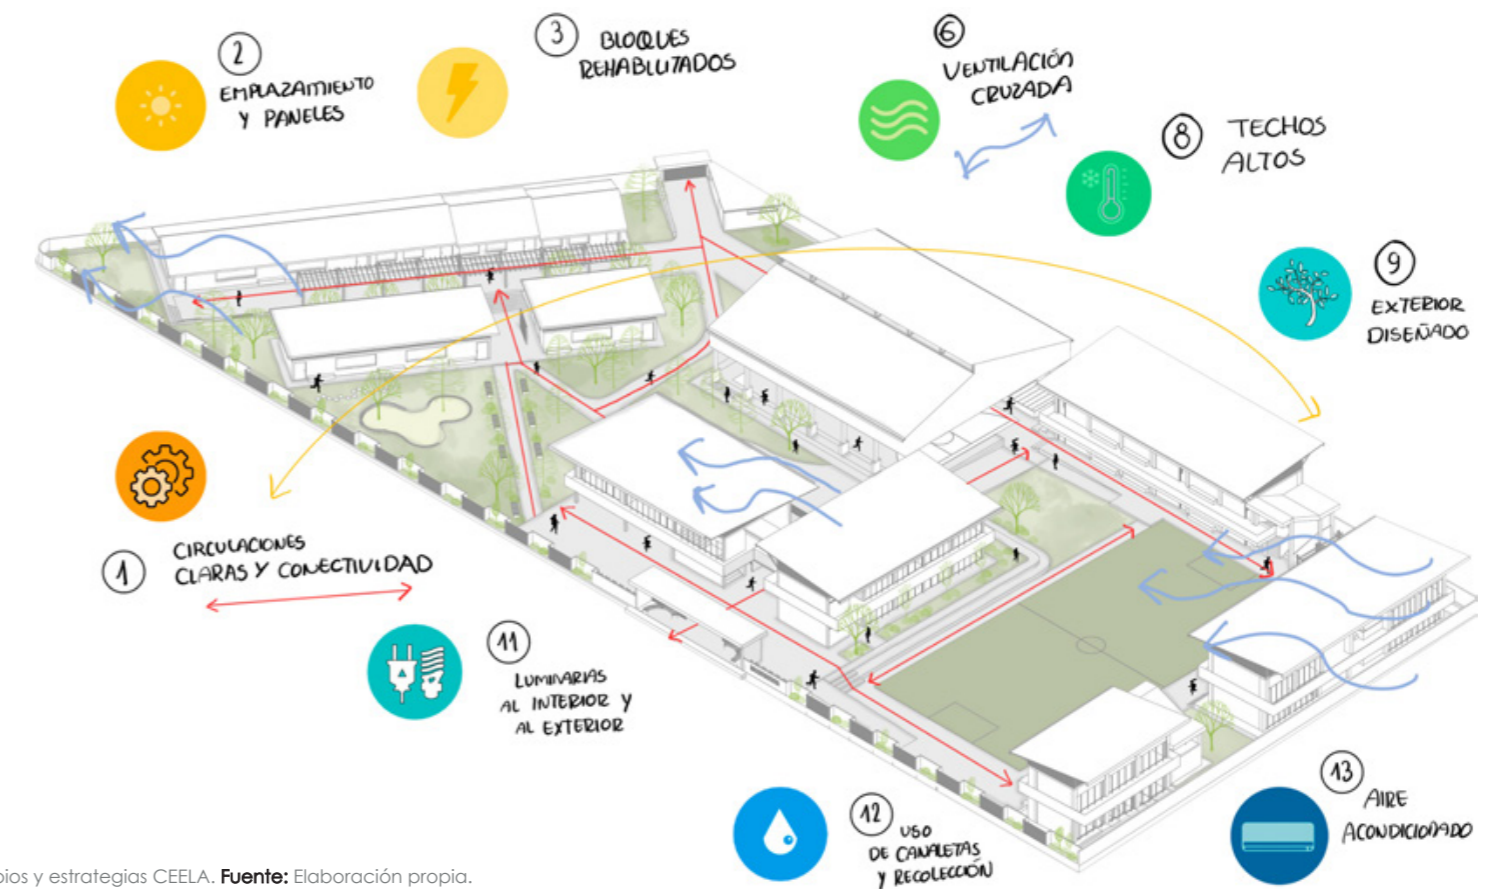 2
EMPLAZAMIENTO
Y PANELES
3
BLOQUES
REHABILITADOS
6
VENTILACIÓN
CRUZADA
8
TECHOS
ALTOS
9
EXTERIOR
DISEÑADO
1
CIRCULACIONES
CLARAS Y CONECTIVIDAD
11
LUMINARIAS
AL INTERIOR Y
AL EXTERIOR
12
USO
DE CANALETAS
Y RECOLECCIÓN
13
AIRE
ACONDICIONADO
pios y estrategias CEELA. Fuente: Elaboración propia.